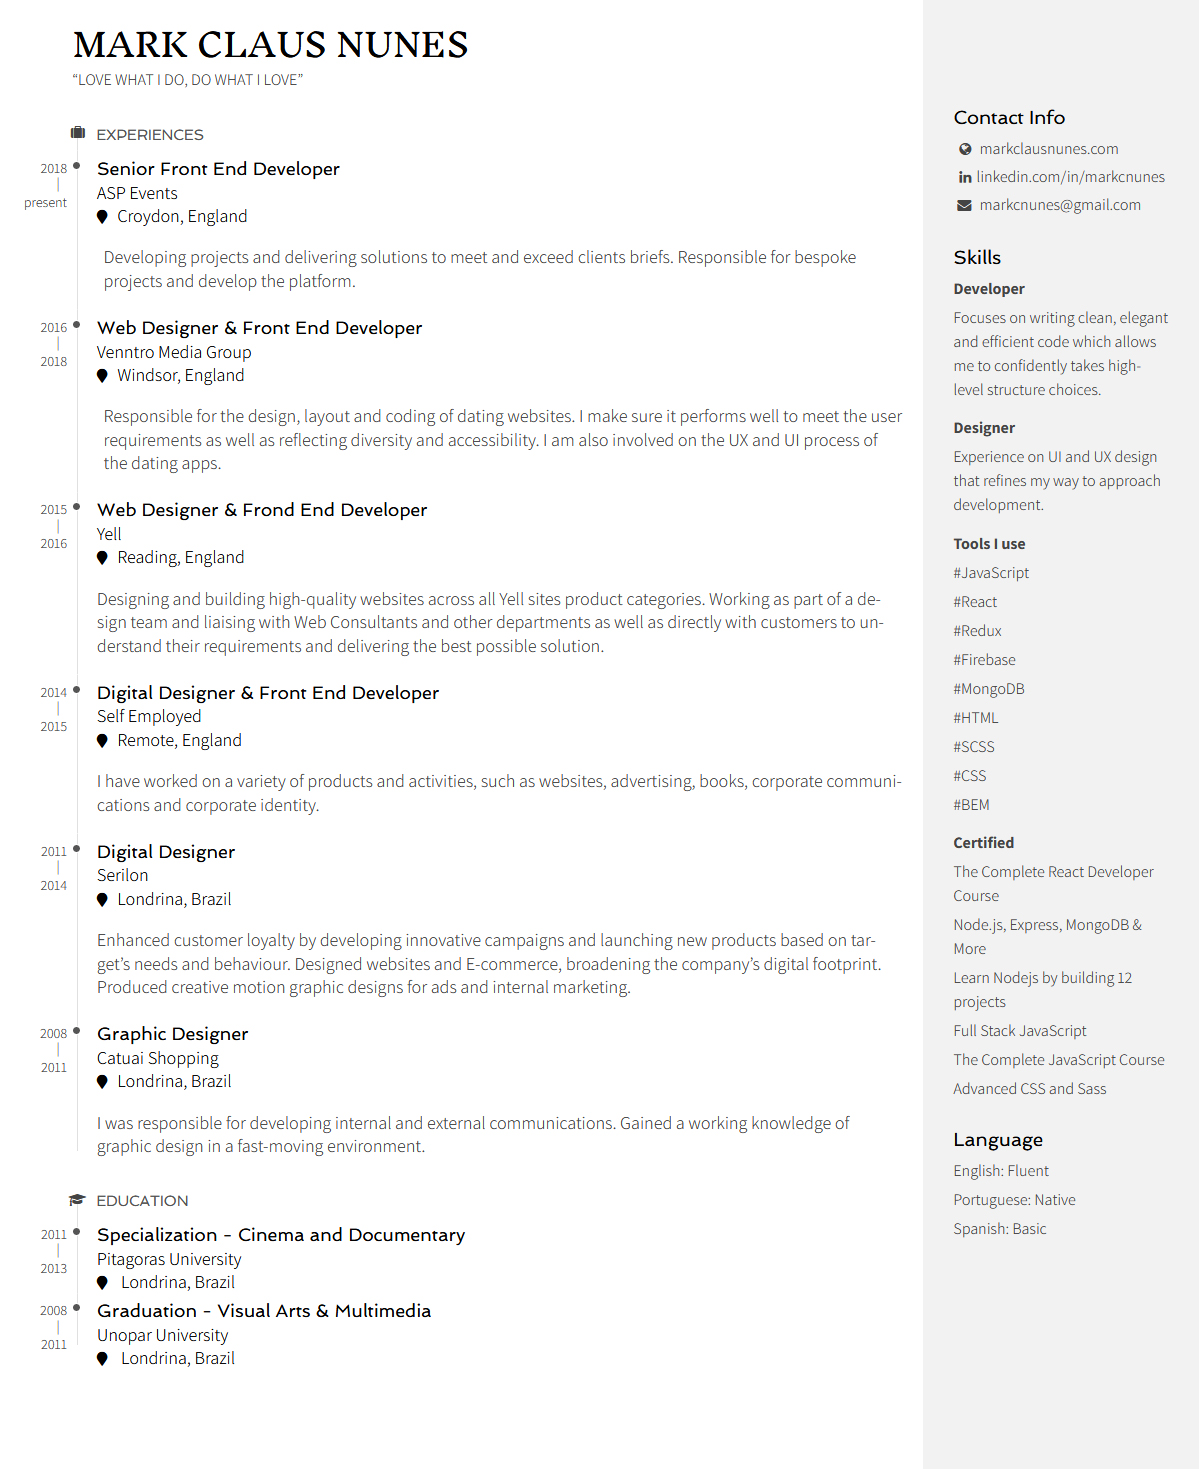 MARK CLAUS NUNES
“LOVE WHAT I DO, DO WHAT I LOVE”
EXPERIENCES
2018
present
Senior Front End Developer
ASP Events
Croydon, England
Developing projects and delivering solutions to meet and exceed clients briefs. Responsible for bespoke
projects and develop the platform.
2016
2018
Web Designer & Front End Developer
Venntro Media Group
Windsor, England
Responsible for the design, layout and coding of dating websites. I make sure it performs well to meet the user
requirements as well as reflecting diversity and accessibility. I am also involved on the UX and UI process of
the dating apps.
2015
2016
Web Designer & Frond End Developer
Yell
Reading, England
Designing and building high-quality websites across all Yell sites product categories. Working as part of a de-
sign team and liaising with Web Consultants and other departments as well as directly with customers to un-
derstand their requirements and delivering the best possible solution.
2014
2015
Digital Designer & Front End Developer
Self Employed
Remote, England
I have worked on a variety of products and activities, such as websites, advertising, books, corporate communi-
cations and corporate identity.
2011
2014
Digital Designer
Serilon
Londrina, Brazil
Enhanced customer loyalty by developing innovative campaigns and launching new products based on tar-
get’s needs and behaviour. Designed websites and E-commerce, broadening the company’s digital footprint.
Produced creative motion graphic designs for ads and internal marketing.
2008
2011
Graphic Designer
Catuai Shopping
Londrina, Brazil
I was responsible for developing internal and external communications. Gained a working knowledge of
graphic design in a fast-moving environment.
EDUCATION
2011
2013
Specialization - Cinema and Documentary
Pitagoras University
Londrina, Brazil
2008
2011
Graduation - Visual Arts & Multimedia
Unopar University
Londrina, Brazil
Contact Info
markclausnunes.com
linkedin.com/in/markcnunes
markcnunes@gmail.com
Skills
Developer
Focuses on writing clean, elegant
and efficient code which allows
me to confidently takes high-
level structure choices.
Designer
Experience on UI and UX design
that refines my way to approach
development.
Tools I use
#JavaScript
#React
#Redux
#Firebase
#MongoDB
#HTML
#SCSS
#CSS
#BEM
Certified
The Complete React Developer
Course
Node.js, Express, MongoDB &
More
Learn Nodejs by building 12
projects
Full Stack JavaScript
The Complete JavaScript Course
Advanced CSS and Sass
Language
English: Fluent
Portuguese: Native
Spanish: Basic